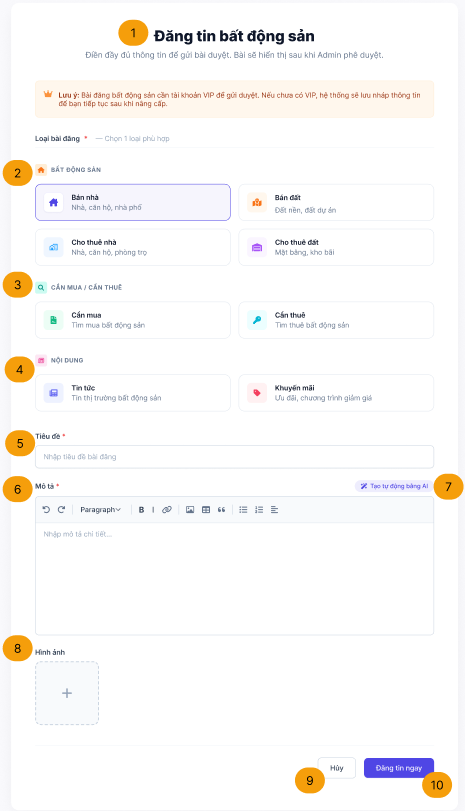 1 Đăng tin bất động sản
Điền đầy đủ thông tin để gửi bài duyệt. Bài sẽ hiển thị sau khi Admin phê duyệt.
Lưu ý: Bài đăng bất động sản cần tài khoản VIP để gửi duyệt. Nếu chưa có VIP, hệ thống sẽ lưu nháp thông tin
để bạn tiếp tục sau khi nâng cấp.
Loại bài đăng * — Chọn 1 loại phù hợp
2 BẤT ĐỘNG SẢN
Bán nhà
Nhà, căn hộ, nhà phố
Bán đất
Đất nền, đất dự án
Cho thuê nhà
Nhà, căn hộ, phòng trọ
Cho thuê đất
Mặt bằng, kho bãi
3 CẦN MUA / CẦN THUÊ
Cần mua
Tìm mua bất động sản
Cần thuê
Tìm thuê bất động sản
4 NỘI DUNG
Tin tức
Tin thị trường bất động sản
Khuyến mãi
Ưu đãi, chương trình giảm giá
5 Tiêu đề *
Nhập tiêu đề bài đăng
6 Mô tả * Tạo tự động bằng AI 7
Paragraph B I
Nhập mô tả chi tiết...
8 Hình ảnh
+
9 Hủy Đăng tin ngay 10